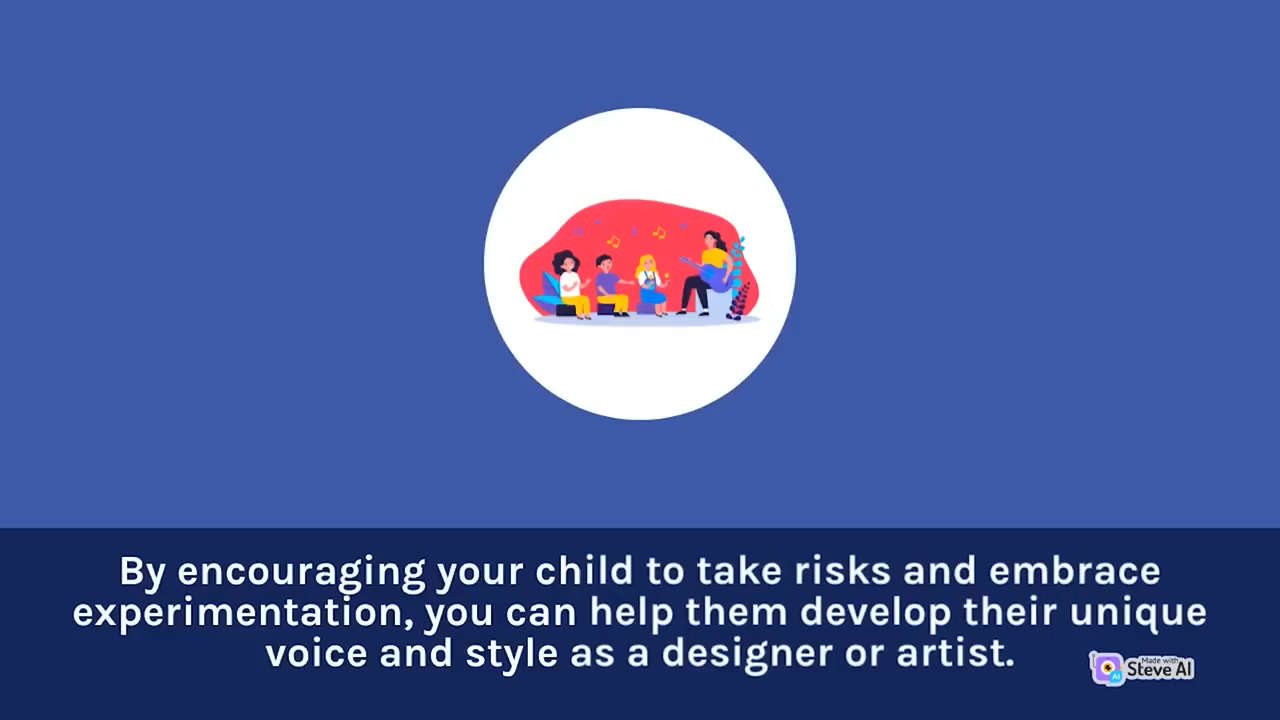 By encouraging your child to take risks and embrace
experimentation, you can help them develop their unique
voice and style as a designer or artist.
Made with
Steve AI
AI